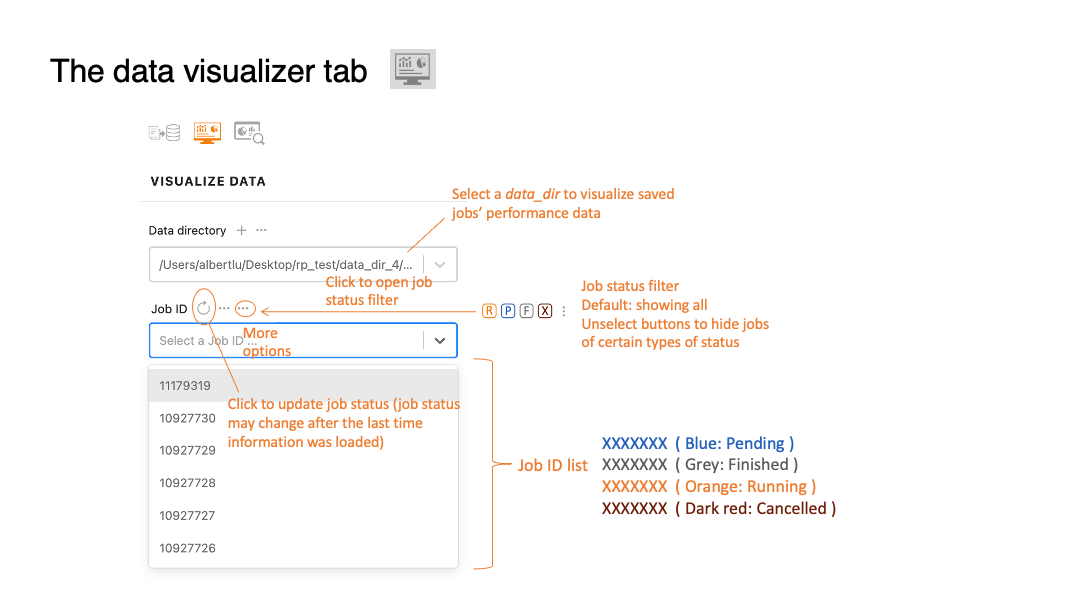 The data visualizer tab
VISUALIZE DATA
Select a data_dir to visualize saved
jobs’ performance data
Data directory + ···
/Users/albertlu/Desktop/rp_test/data_dir_4/...
Click to open job
status filter
Job ID ··· ···
R P F X
Job status filter
Default: showing all
Unselect buttons to hide jobs
of certain types of status
Select a Job ID ...
More
options
11179319
10927730
10927729
10927728
10927727
10927726
Click to update job status (job status
may change after the last time
information was loaded)
Job ID list
XXXXXXX ( Blue: Pending )
XXXXXXX ( Grey: Finished )
XXXXXXX ( Orange: Running )
XXXXXXX ( Dark red: Cancelled )